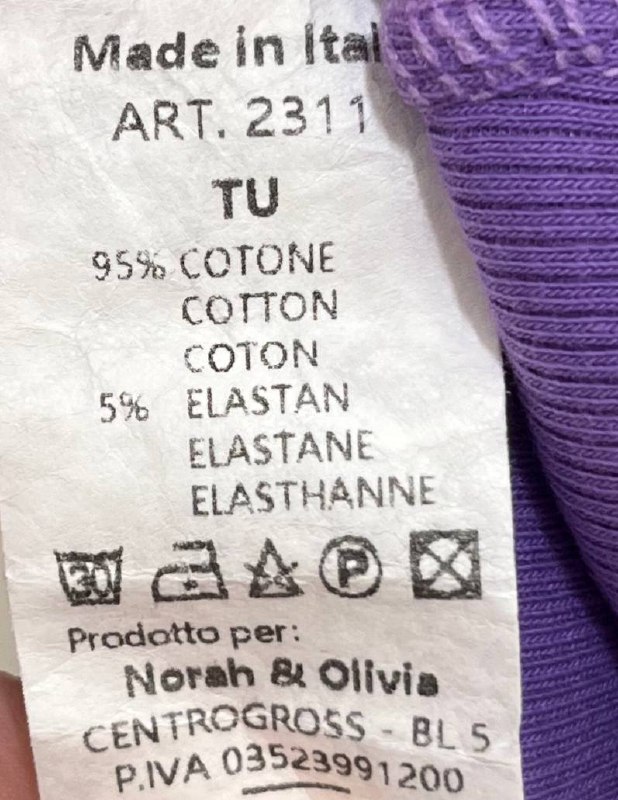 Made in Ital
ART. 2311
TU
95% COTONE
COTTON
COTON
5% ELASTAN
ELASTANE
ELASTHANNE
30 P
Prodotto per:
Norah & Olivia
CENTROGROSS - BL 5
P.IVA 03523991200